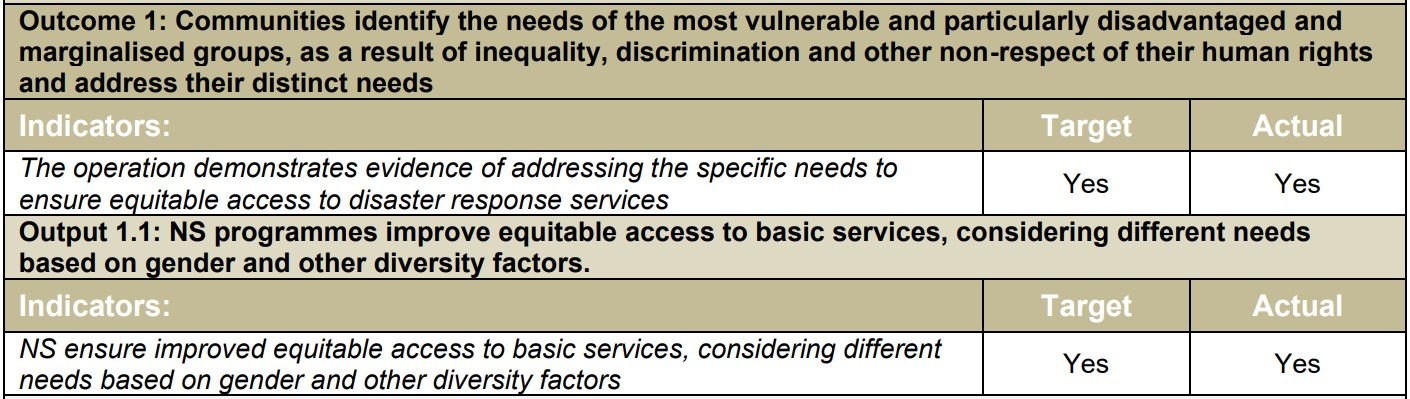 Outcome 1: Communities identify the needs of the most vulnerable and particularly disadvantaged and
marginalised groups, as a result of inequality, discrimination and other non-respect of their human rights
and address their distinct needs
Indicators: Target Actual
The operation demonstrates evidence of addressing the specific needs to
ensure equitable access to disaster response services
Yes Yes
Output 1.1: NS programmes improve equitable access to basic services, considering different needs
based on gender and other diversity factors.
Indicators: Target Actual
NS ensure improved equitable access to basic services, considering different
needs based on gender and other diversity factors
Yes Yes